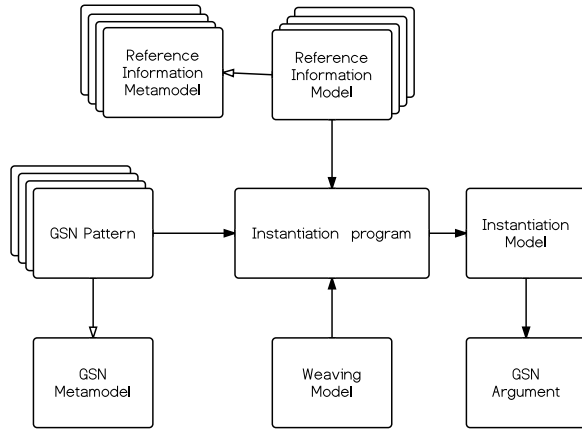 Reference
Information
Metamodel
Reference
Information
Model
GSN Pattern
Instantiation program
Instantiation
Model
GSN
Metamodel
Weaving
Model
GSN
Argument